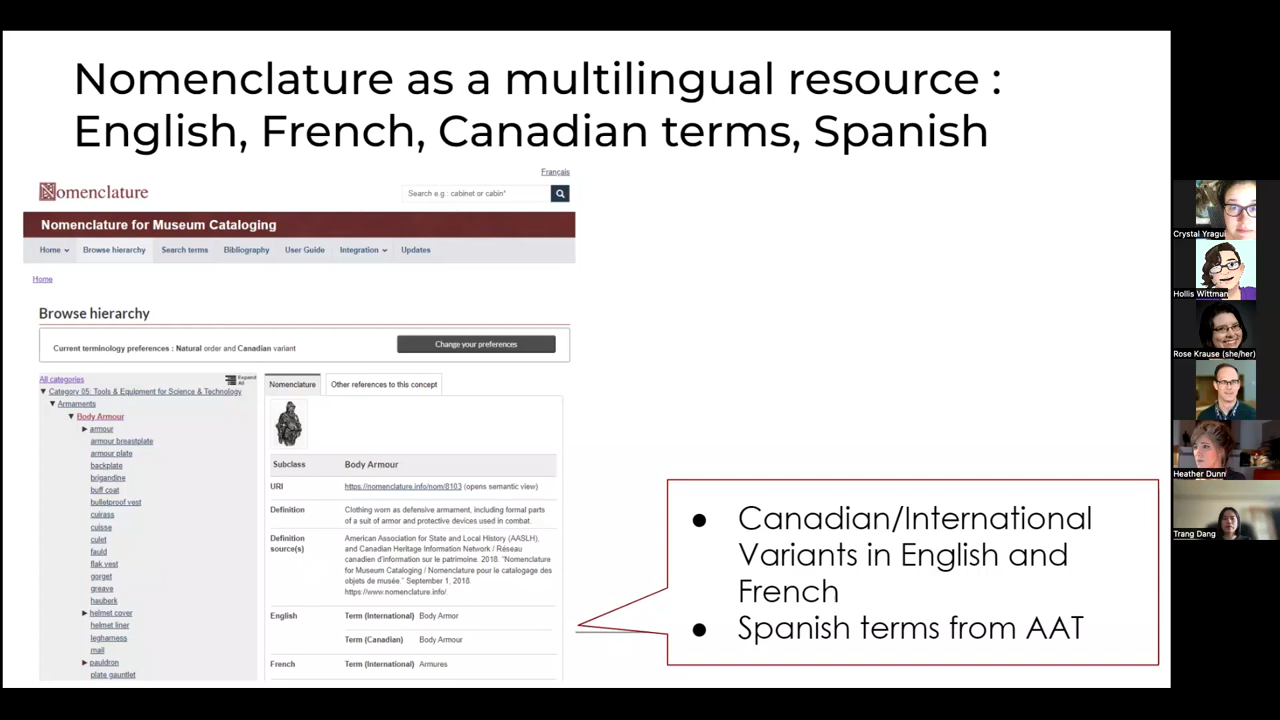 Nomenclature as a multilingual resource :
English, French, Canadian terms, Spanish
Français
Nomenclature
Search e.g.: cabinet or cabin*
Nomenclature for Museum Cataloging
Home
Browse hierarchy
Search terms
Bibliography
User Guide
Integration
Updates
Home
Browse hierarchy
Current terminology preferences : Natural order and Canadian variant
Change your preferences
All categories
Expand All
Category 05: Tools & Equipment for Science & Technology
Armaments
Body Armour
armour
armour breastplate
armour plate
backplate
brigandine
buff coat
bulletproof vest
cuirass
cuisse
culet
fauld
flak vest
gorget
greave
hauberk
helmet cover
helmet liner
legharness
mail
pauldron
plate gauntlet
Nomenclature
Other references to this concept
Subclass Body Armour
URI https://nomenclature.info/nom/8103 (opens semantic view)
Definition Clothing worn as defensive armament, including formal parts
of a suit of armor and protective devices used in combat.
Definition source(s) American Association for State and Local History (AASLH),
and Canadian Heritage Information Network / Réseau
canadien d'information sur le patrimoine. 2018. "Nomenclature
for Museum Cataloging / Nomenclature pour le catalogage des
objets de musée." September 1, 2018.
https://www.nomenclature.info/.
English Term (International) Body Armor
Term (Canadian) Body Armour
French Term (International) Armures
● Canadian/International
Variants in English and
French
● Spanish terms from AAT
Crystal Yragui
Hollis Wittman
Rose Krause (she/her)
Heather Dunn
Trang Dang